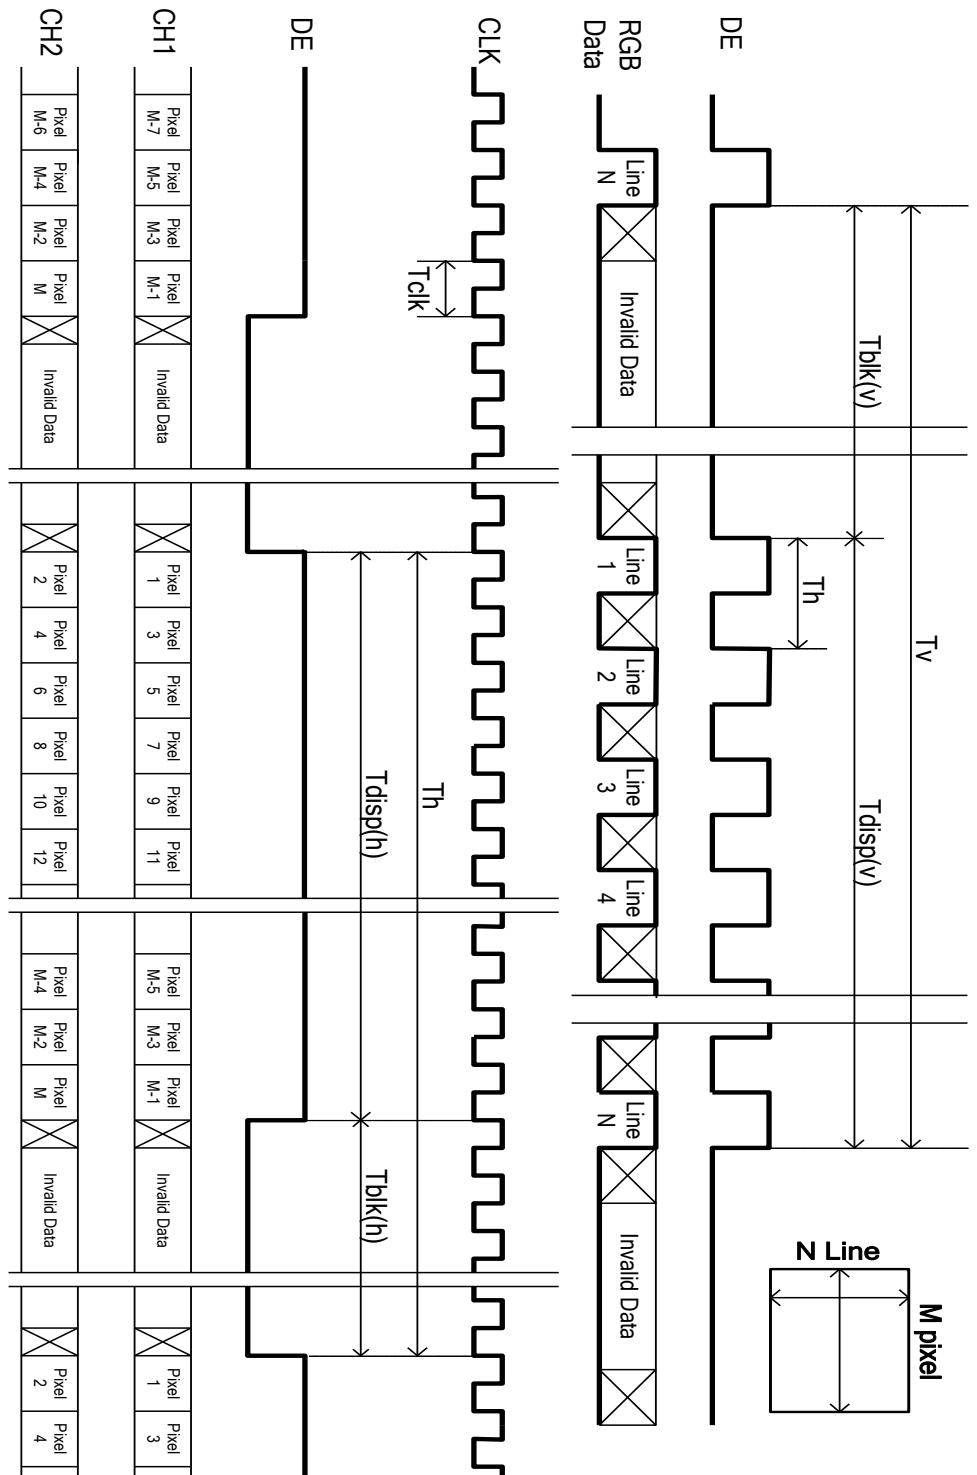 Tv
M pixel
Tblk(v)
Tdisp(v)
N Line
Th
DE
RGB
Data
Line
N
Invalid Data
Line
1
Line
2
Line
3
Line
4
Line
N
Invalid Data
CLK
Tclk
Th
Tdisp(h)
Tblk(h)
DE
CH1
Pixel
M-7
Pixel
M-5
Pixel
M-3
Pixel
M-1
Invalid Data
Pixel
1
Pixel
3
Pixel
5
Pixel
7
Pixel
9
Pixel
11
Pixel
M-5
Pixel
M-3
Pixel
M-1
Invalid Data
Pixel
1
Pixel
3
CH2
Pixel
M-6
Pixel
M-4
Pixel
M-2
Pixel
M
Invalid Data
Pixel
2
Pixel
4
Pixel
6
Pixel
8
Pixel
10
Pixel
12
Pixel
M-4
Pixel
M-2
Pixel
M
Invalid Data
Pixel
2
Pixel
4